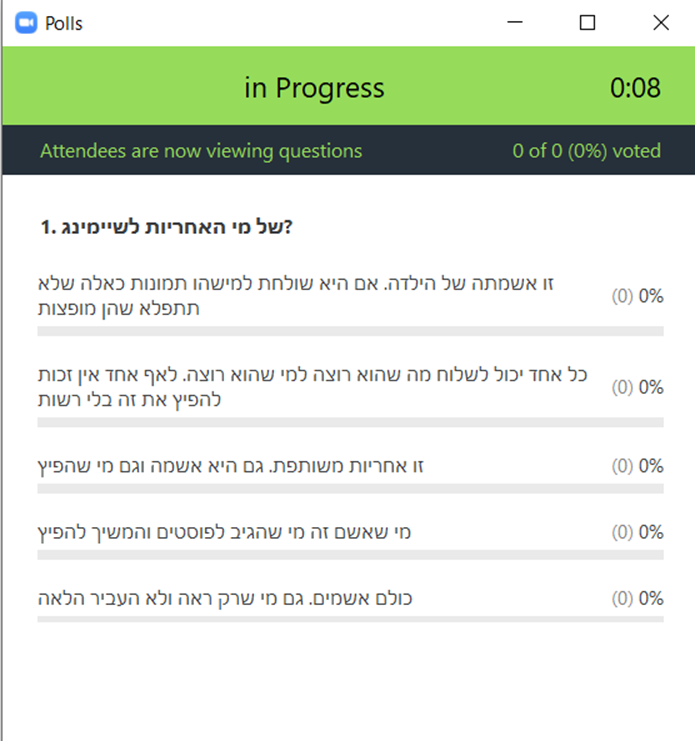 Polls
in Progress 0:08
Attendees are now viewing questions 0 of 0 (0%) voted
1. של מי האחריות לשיימינג?
זו אשמתה של הילדה. אם היא שולחת למישהו תמונות כאלה שלא
תתפלא שהן מופצות
(0) 0%
כל אחד יכול לשלוח מה שהוא רוצה למי שהוא רוצה. לאף אחד אין זכות
להפיץ את זה בלי רשות
(0) 0%
זו אחריות משותפת. גם היא אשמה וגם מי שהפיץ
(0) 0%
מי שאשם זה מי שהגיב לפוסטים והמשיך להפיץ
(0) 0%
כולם אשמים. גם מי שרק ראה ולא העביר הלאה
(0) 0%